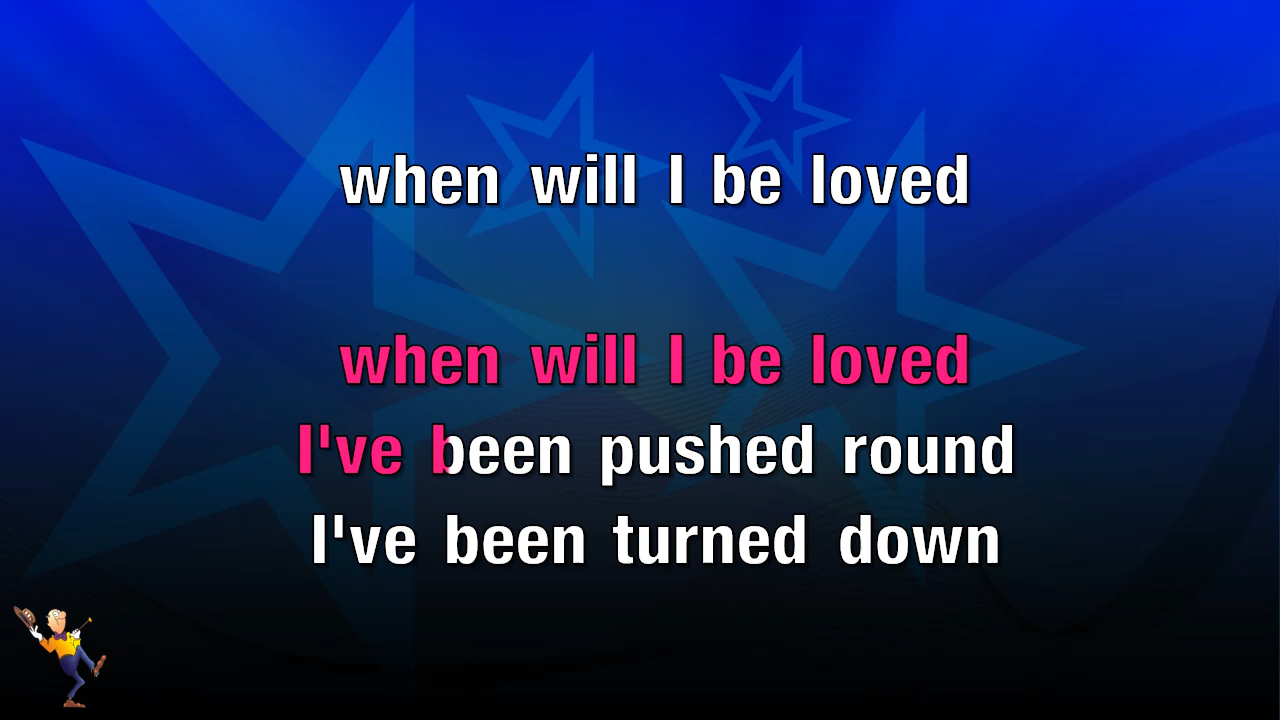 when will I be loved
when will I be loved
I've been pushed round
I've been turned down